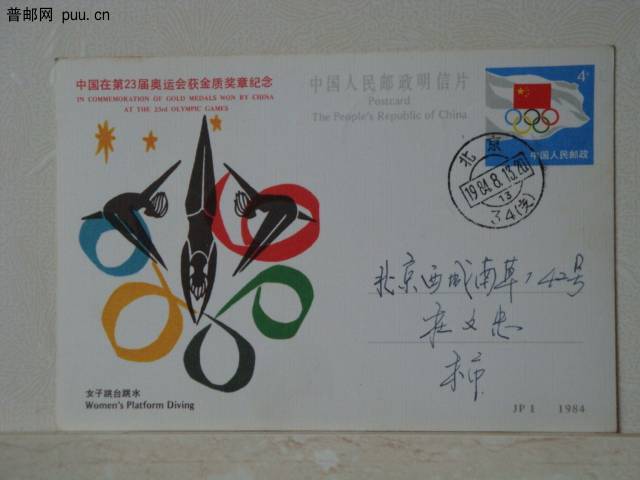 普邮网 puu.cn
中国在第23届奥运会获金质奖章纪念
IN COMMEMORATION OF GOLD MEDALS WON BY CHINA
AT THE 23rd OLYMPIC GAMES
中国人民邮政明信片
Postcard
The People's Republic of China
4分
中国人民邮政
北京
1984.8.13.20
13
34(支)
北京西城南草,42号
庄文忠
本京
女子跳台跳水
Women's Platform Diving
JP 1 1984